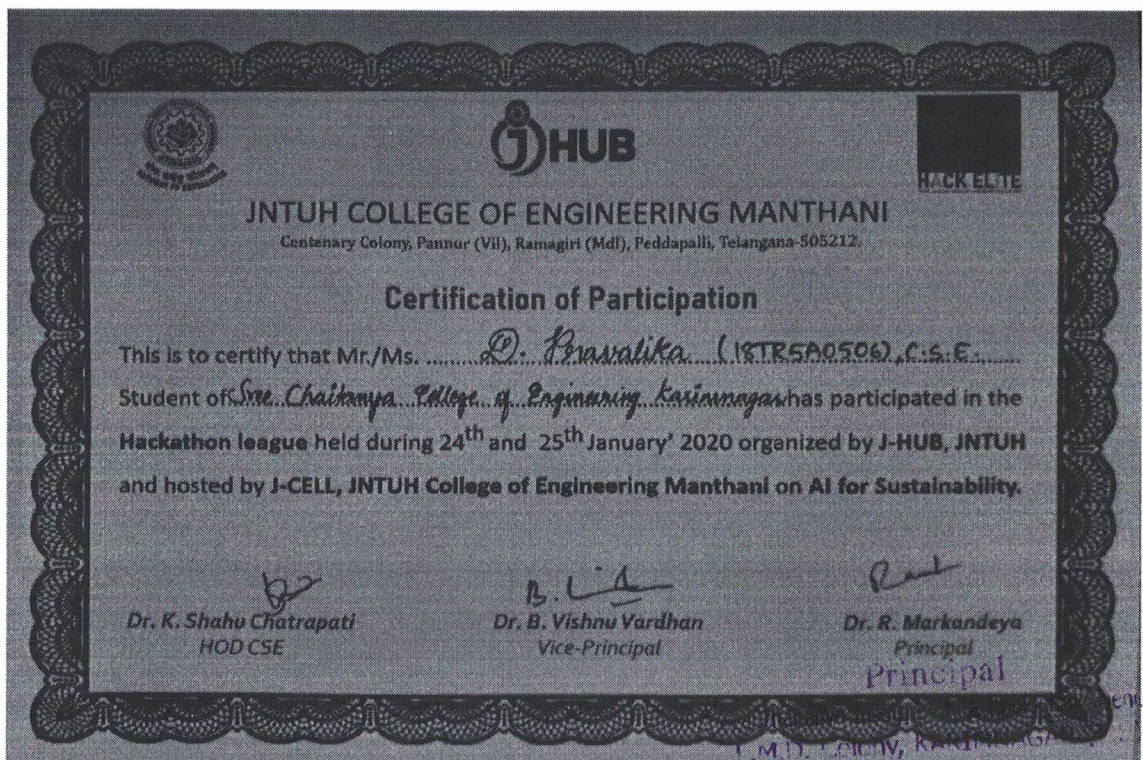 J HUB
HACK ELITE
JNTUH COLLEGE OF ENGINEERING MANTHANI
Centenary Colony, Pannur (Vil), Ramagiri (Mdl), Peddapalli, Telangana-505212.
Certification of Participation
This is to certify that Mr./Ms. D. Pravalika (18TR5A0506), C.S.E.
Student of Sree Chaitanya College of Engineering Karimnagar has participated in the
Hackathon league held during 24th and 25th January' 2020 organized by J-HUB, JNTUH
and hosted by J-CELL, JNTUH College of Engineering Manthani on AI for Sustainability.
B.
Dr. K. Shahu Chatrapati
HOD CSE
Dr. B. Vishnu Vardhan
Vice-Principal
Dr. R. Markandeya
Principal
Principal
L.M.D. Colony, KARIMNAGAR